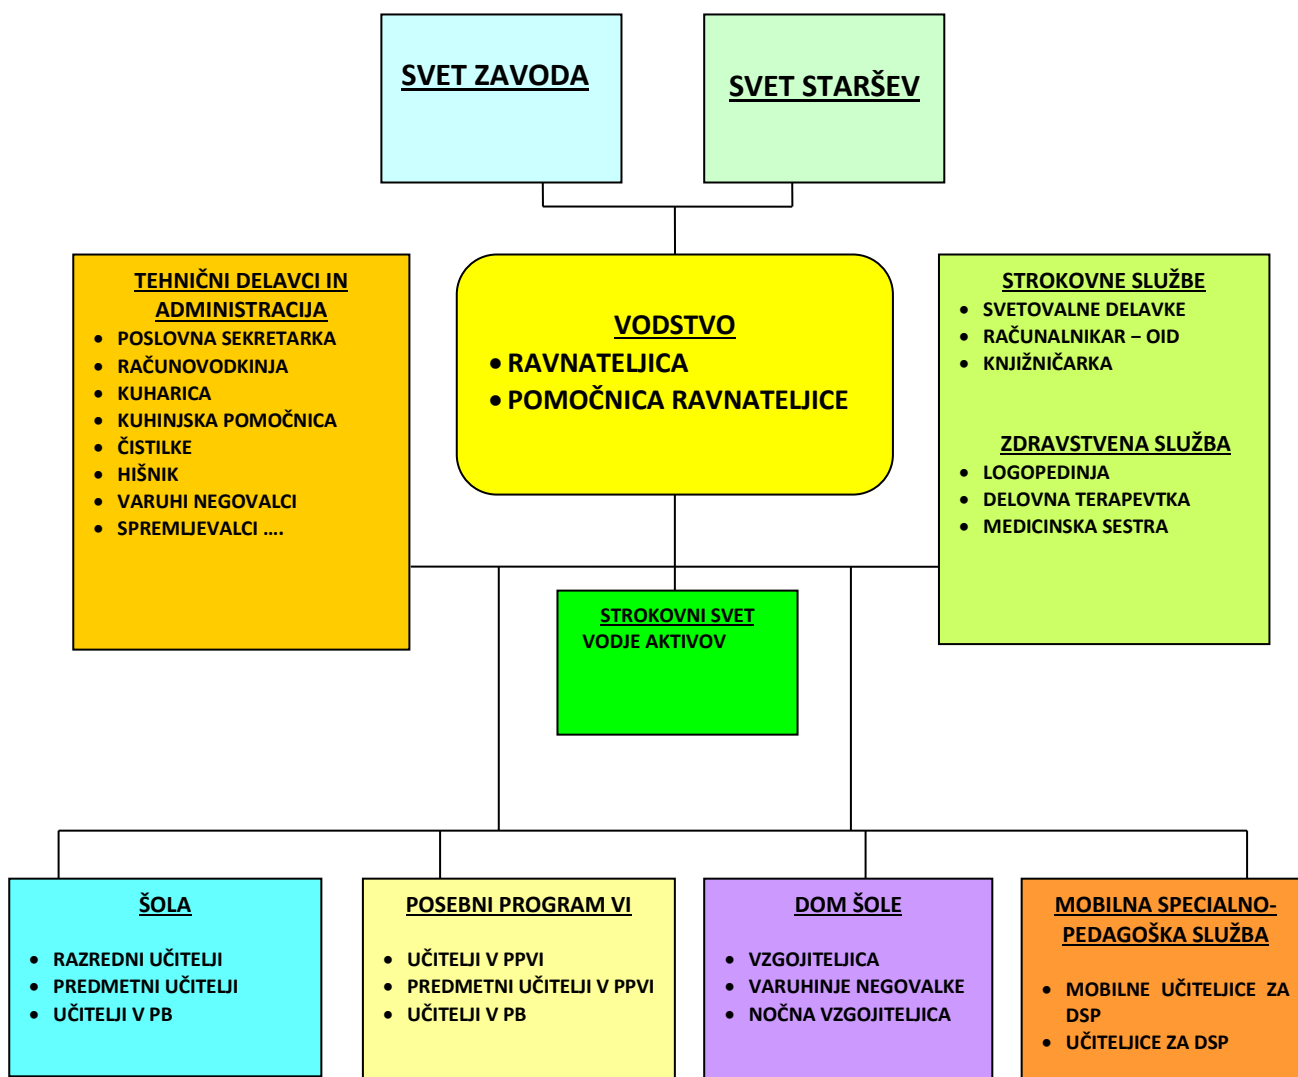 SVET ZAVODA
SVET STARŠEV
TEHNIČNI DELAVCI IN
ADMINISTRACIJA
• POSLOVNA SEKRETARKA
• RAČUNOVODKINJA
• KUHARICA
• KUHINJSKA POMOČNICA
• ČISTILKE
• HIŠNIK
• VARUHI NEGOVALCI
• SPREMLJEVALCI ....
VODSTVO
• RAVNATELJICA
• POMOČNICA RAVNATELJICE
STROKOVNE SLUŽBE
• SVETOVALNE DELAVKE
• RAČUNALNIKAR – OID
• KNJIŽNIČARKA
ZDRAVSTVENA SLUŽBA
• LOGOPEDINJA
• DELOVNA TERAPEVTKA
• MEDICINSKA SESTRA
STROKOVNI SVET
VODJE AKTIVOV
ŠOLA
• RAZREDNI UČITELJI
• PREDMETNI UČITELJI
• UČITELJI V PB
POSEBNI PROGRAM VI
• UČITELJI V PPVI
• PREDMETNI UČITELJI V PPVI
• UČITELJI V PB
DOM ŠOLE
• VZGOJITELJICA
• VARUHINJE NEGOVALKE
• NOČNA VZGOJITELJICA
MOBILNA SPECIALNO-
PEDAGOŠKA SLUŽBA
• MOBILNE UČITELJICE ZA
DSP
• UČITELJICE ZA DSP